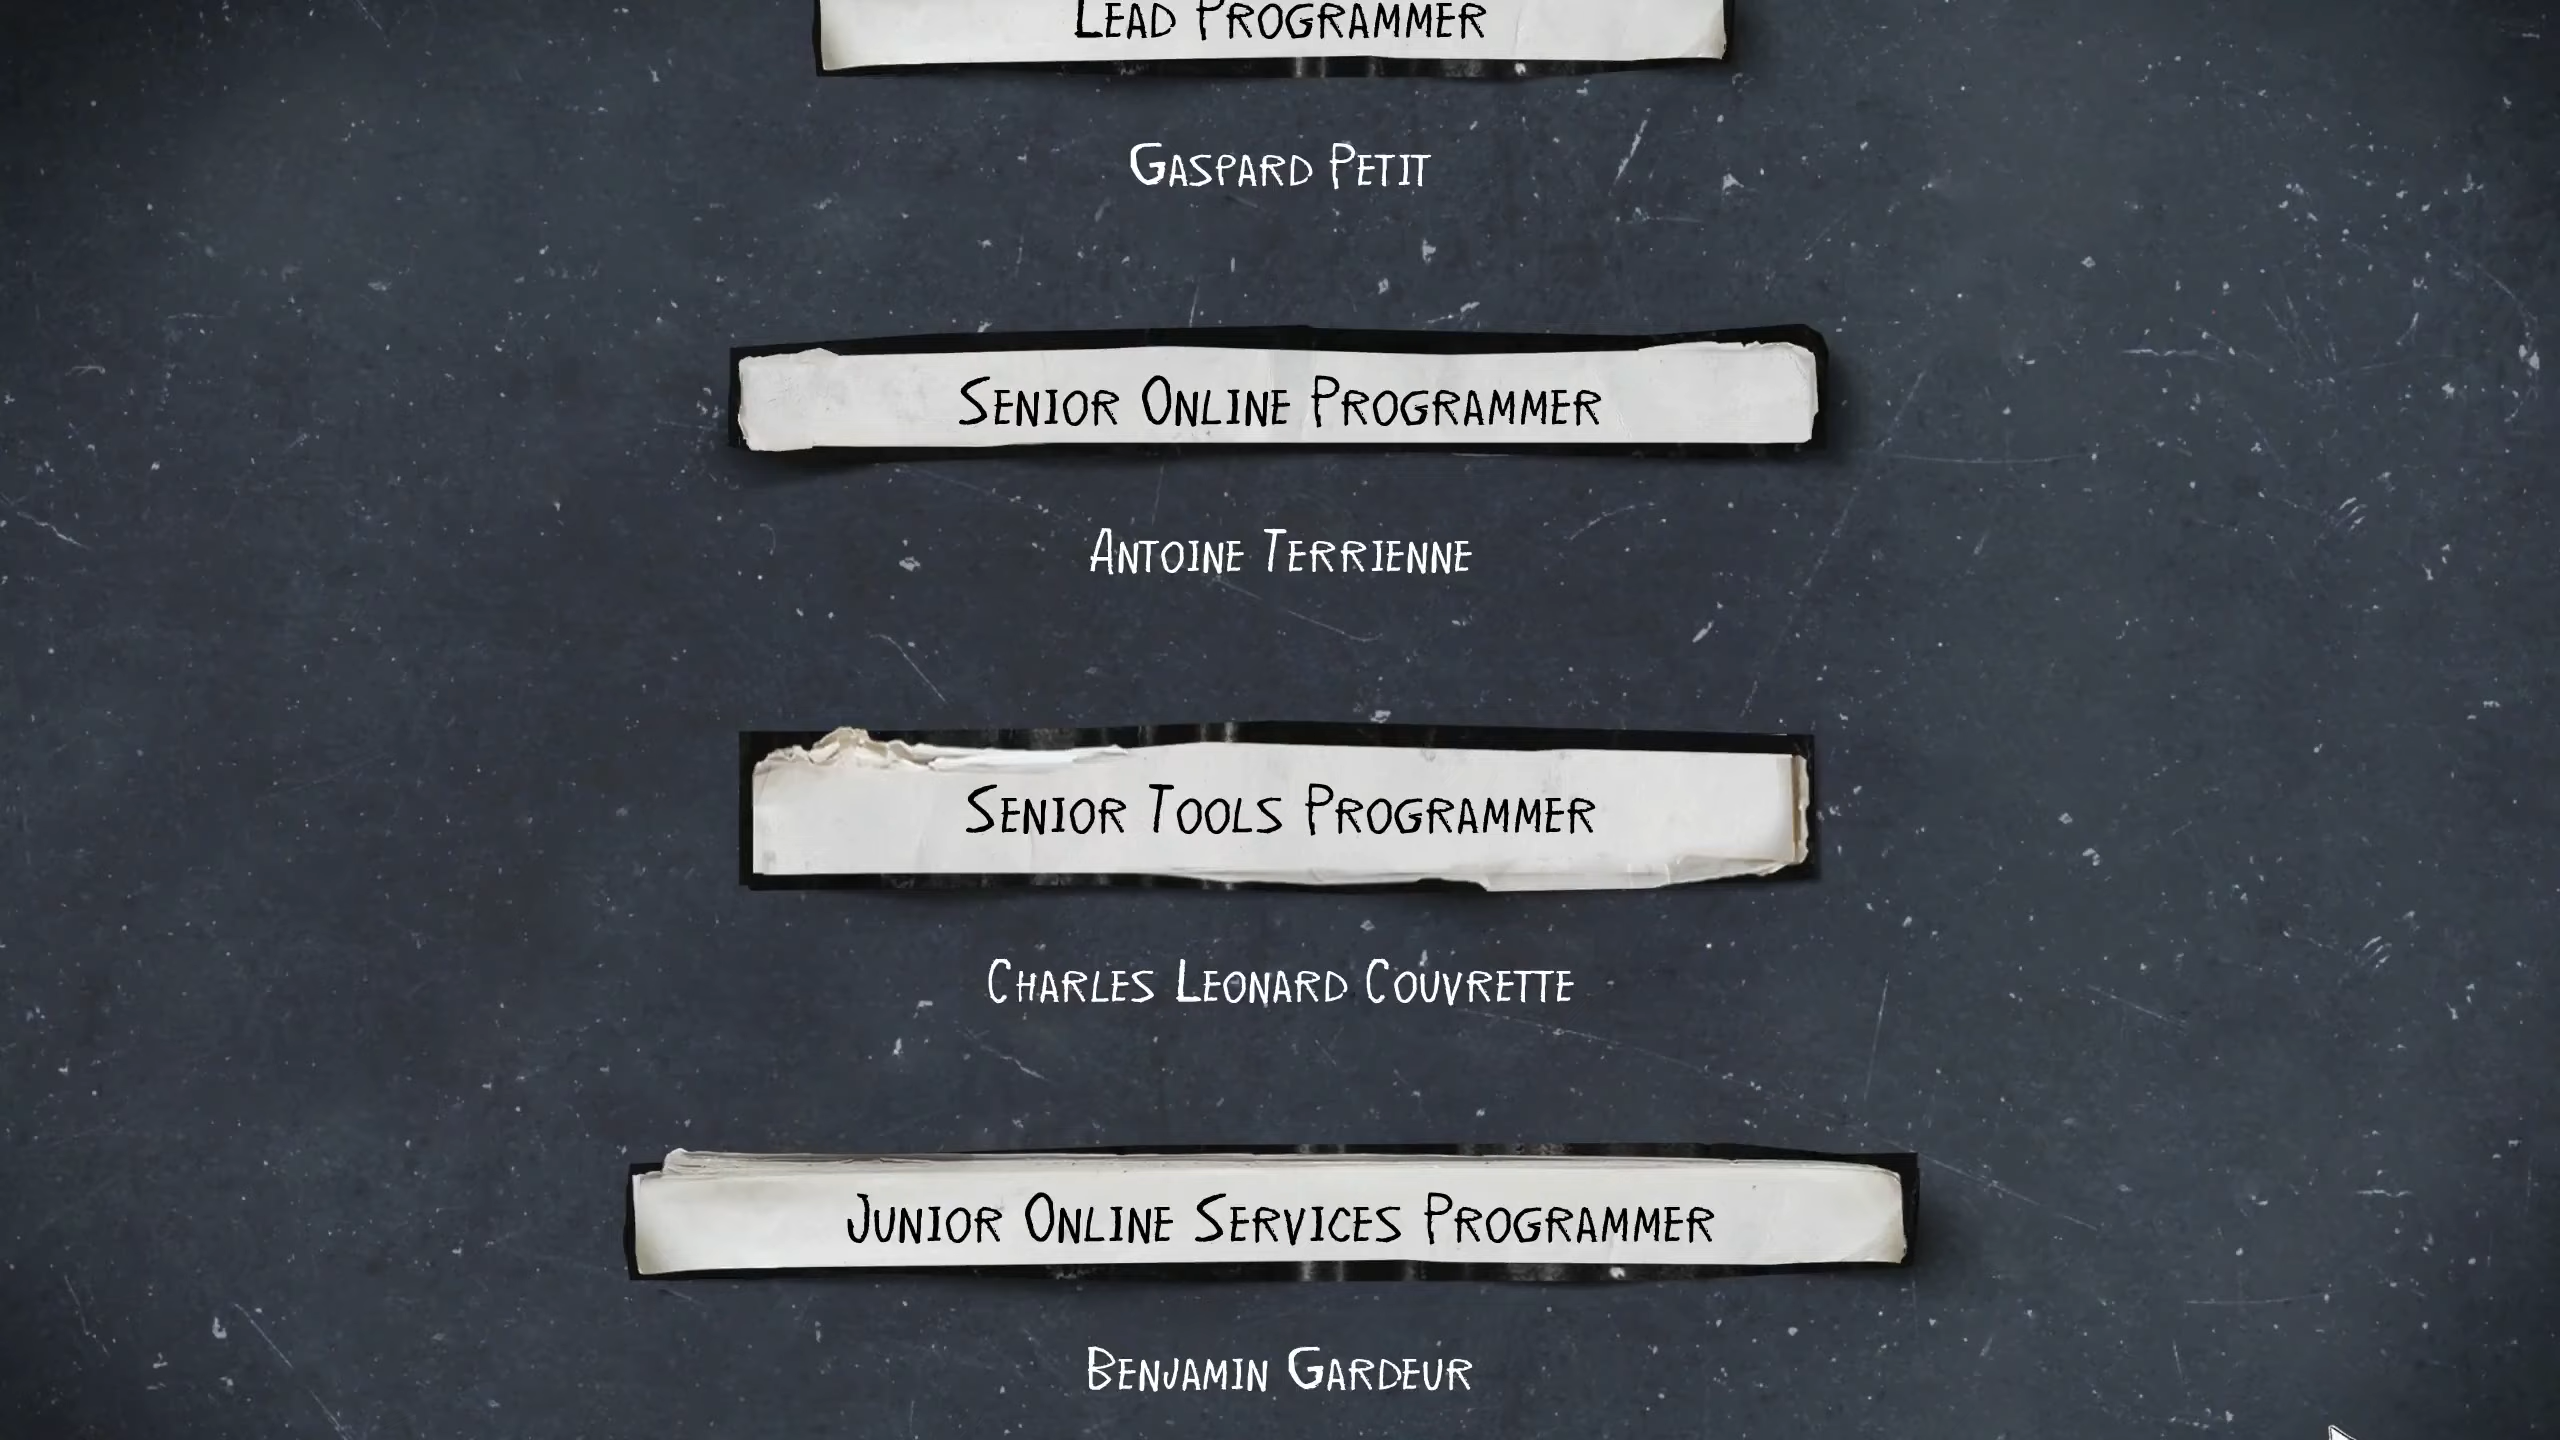 Lead Programmer
Gaspard Petit
Senior Online Programmer
Antoine Terrienne
Senior Tools Programmer
Charles Leonard Couvrette
Junior Online Services Programmer
Benjamin Gardeur